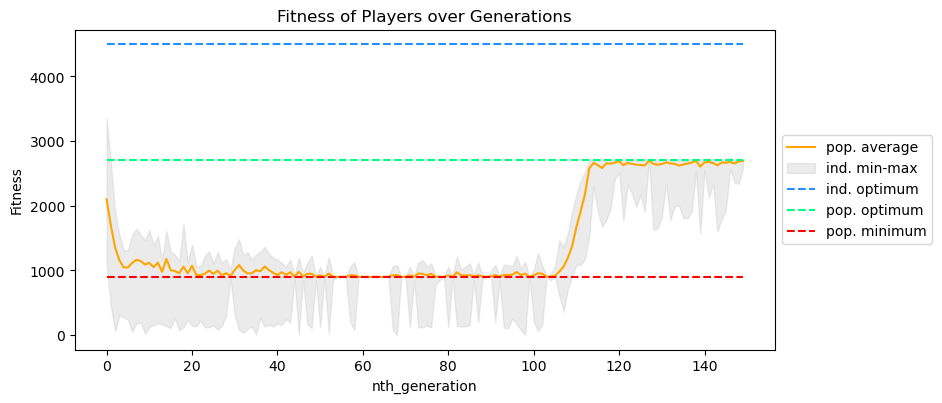 Fitness of Players over Generations
Fitness
4000
3000
2000
1000
0
0 20 40 60 80 100 120 140
nth_generation
pop. average
ind. min-max
ind. optimum
pop. optimum
pop. minimum